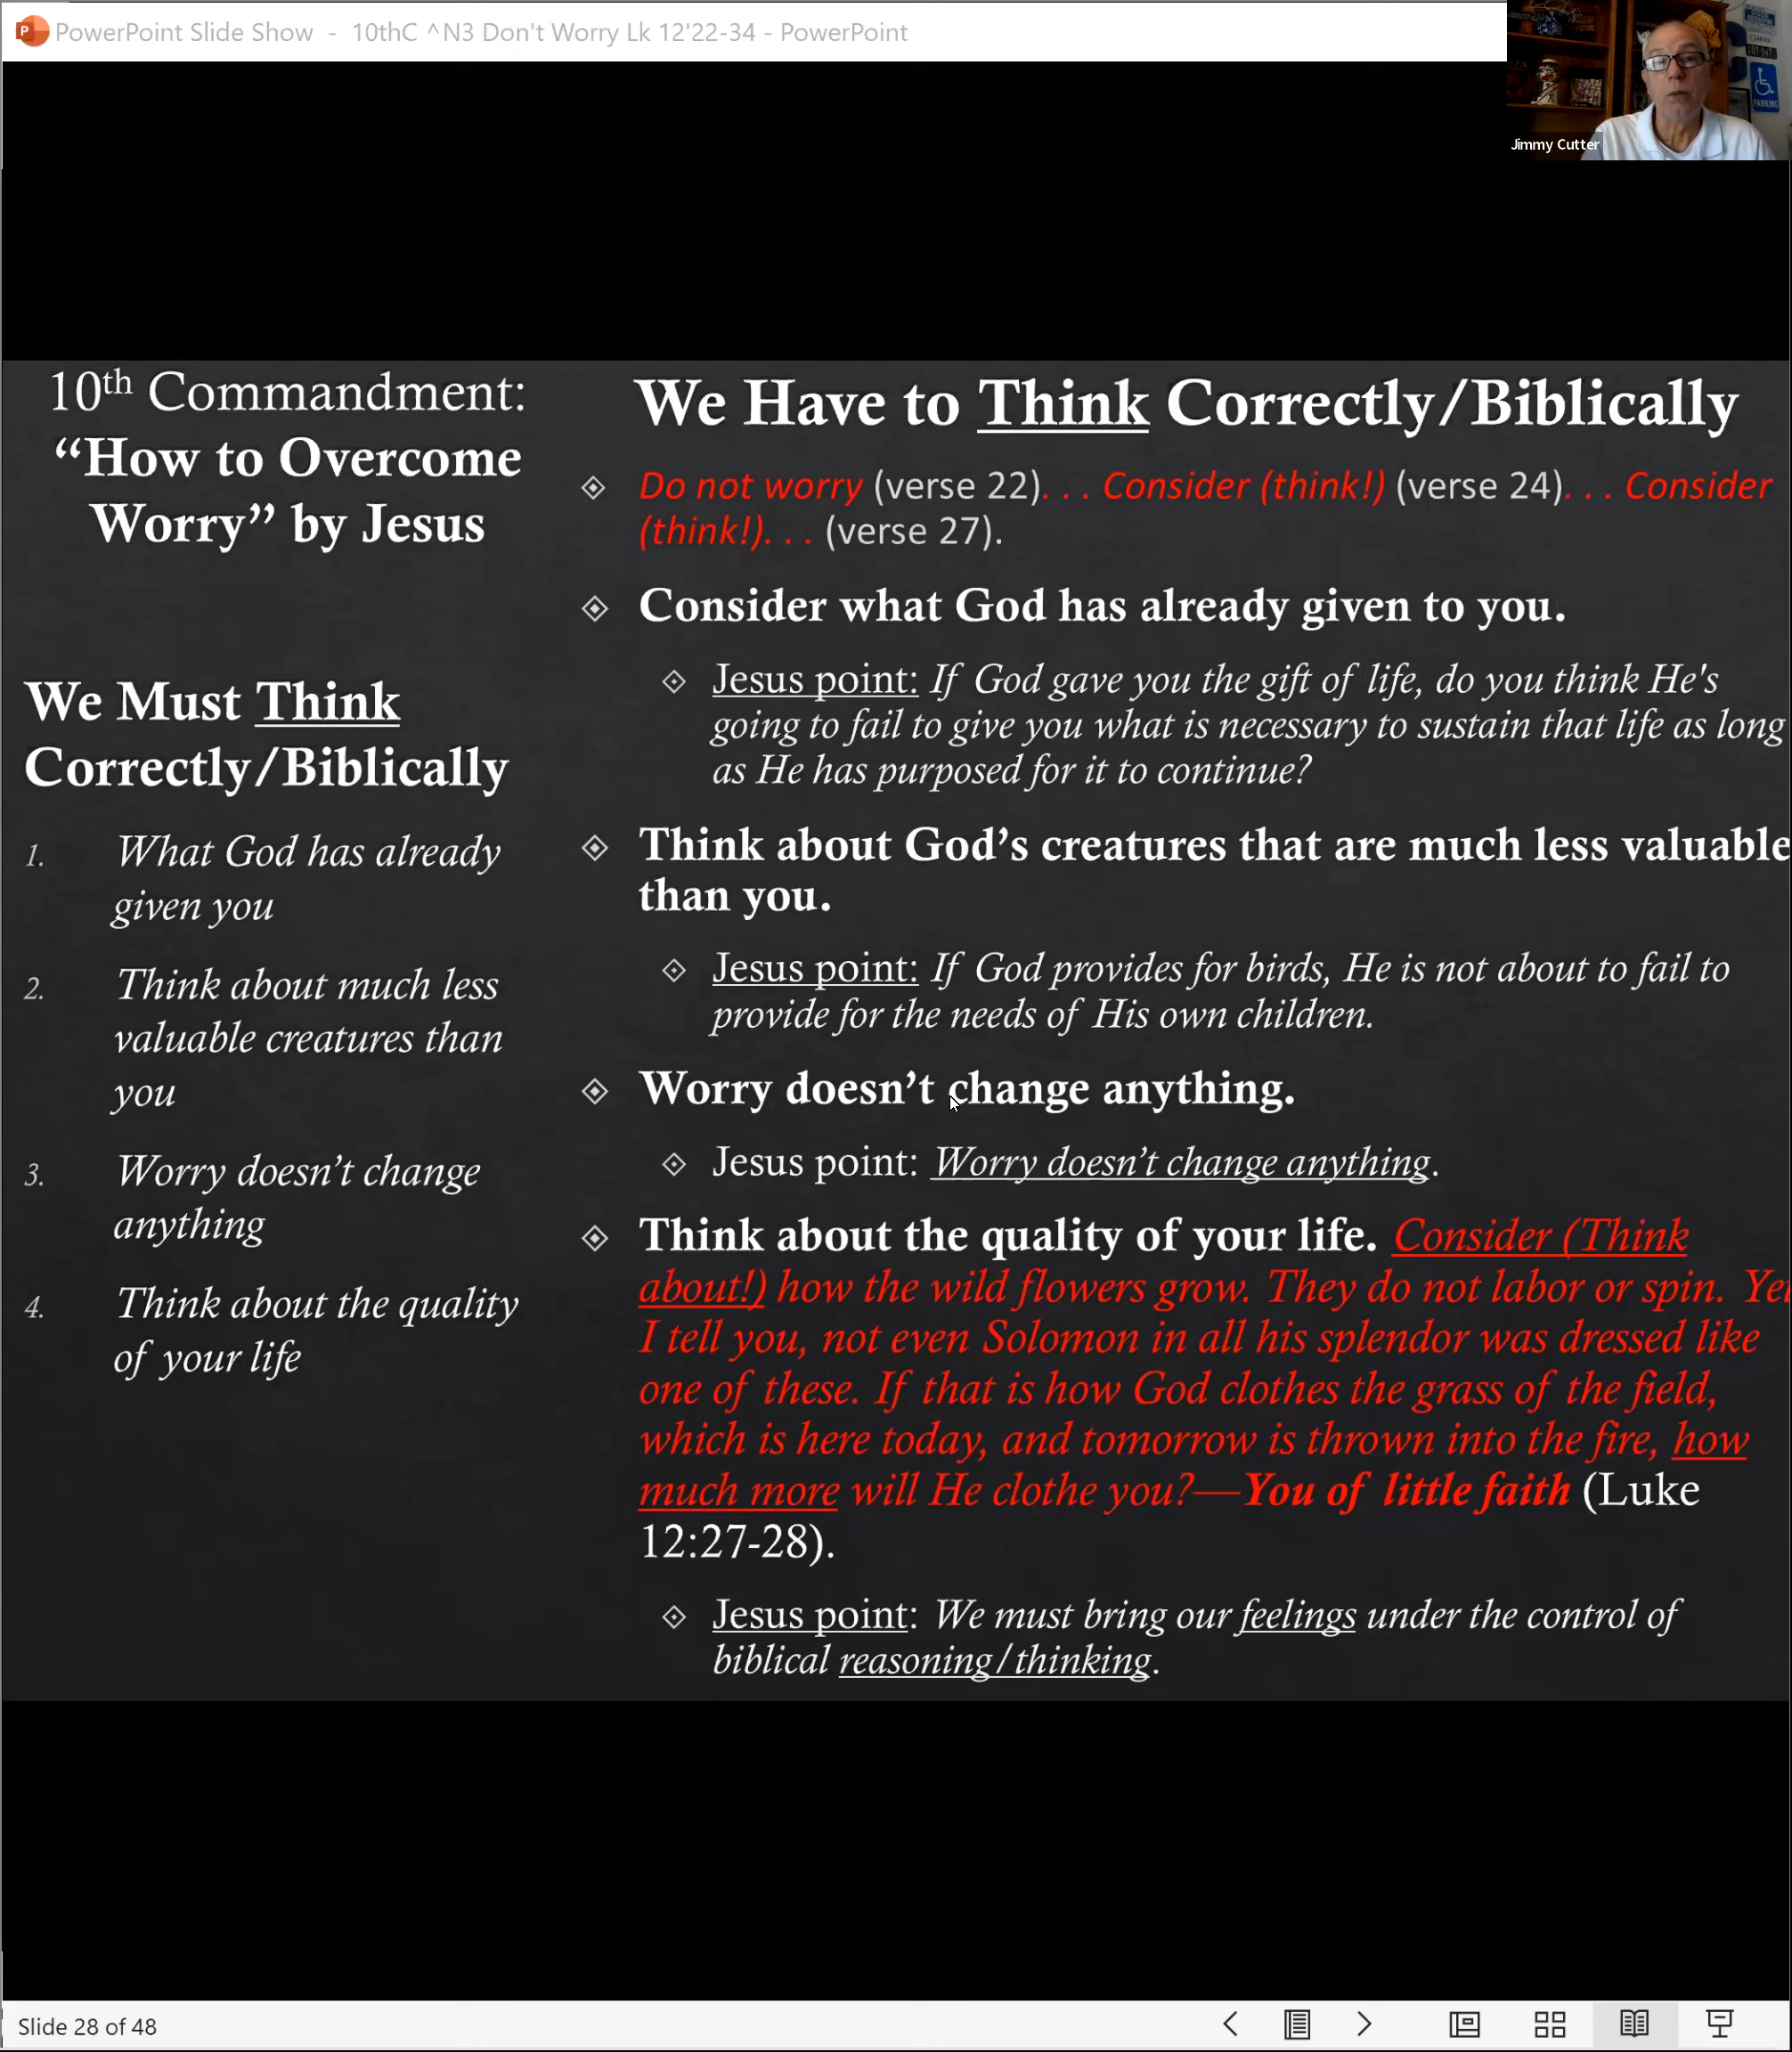 PowerPoint Slide Show - 10thC ^N3 Don't Worry Lk 12'22-34 - PowerPoint
Jimmy Cutter
PARKING
10th Commandment:
“How to Overcome
Worry” by Jesus
We Must Think
Correctly/Biblically
1. What God has already
given you
2. Think about much less
valuable creatures than
you
3. Worry doesn’t change
anything
4. Think about the quality
of your life
We Have to Think Correctly/Biblically
Do not worry (verse 22). . . Consider (think!) (verse 24). . . Consider
(think!). . . (verse 27).
Consider what God has already given to you.
Jesus point: If God gave you the gift of life, do you think He's
going to fail to give you what is necessary to sustain that life as long
as He has purposed for it to continue?
Think about God’s creatures that are much less valuable
than you.
Jesus point: If God provides for birds, He is not about to fail to
provide for the needs of His own children.
Worry doesn’t change anything.
Jesus point: Worry doesn’t change anything.
Think about the quality of your life. Consider (Think
about!) how the wild flowers grow. They do not labor or spin. Yet
I tell you, not even Solomon in all his splendor was dressed like
one of these. If that is how God clothes the grass of the field,
which is here today, and tomorrow is thrown into the fire, how
much more will He clothe you?—You of little faith (Luke
12:27-28).
Jesus point: We must bring our feelings under the control of
biblical reasoning/thinking.
Slide 28 of 48